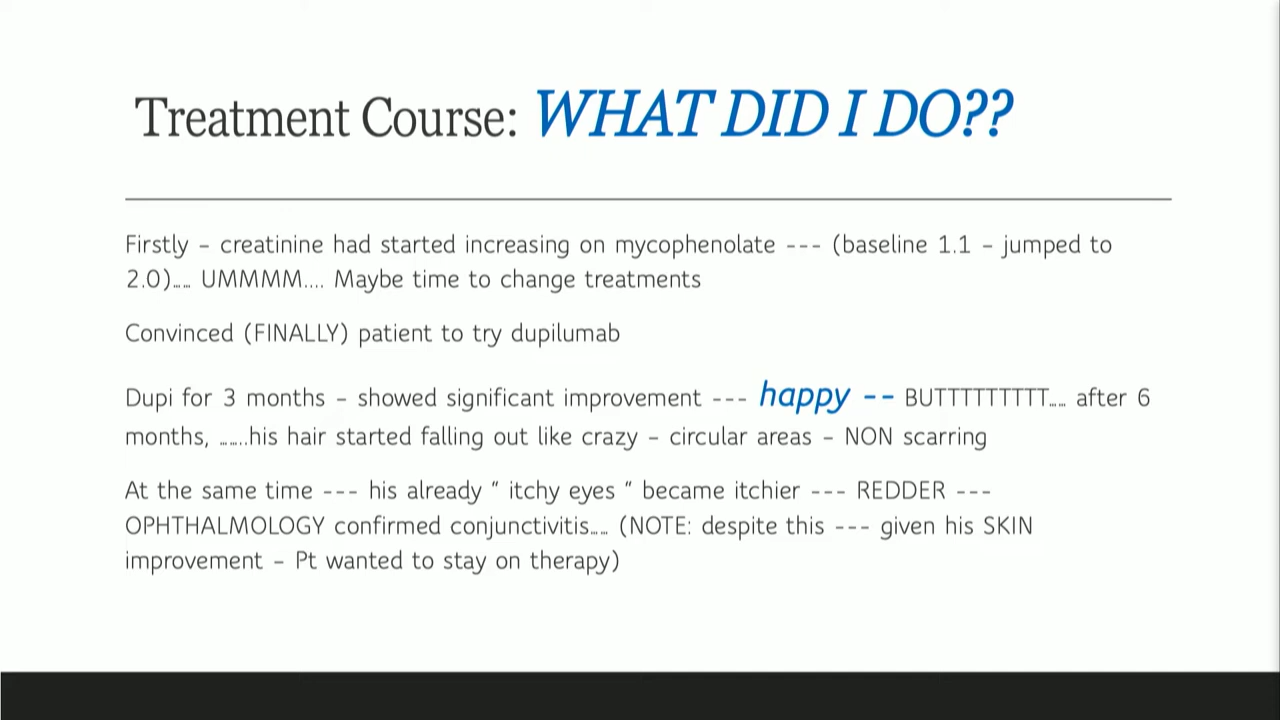 Treatment Course: WHAT DID I DO??
Firstly – creatinine had started increasing on mycophenolate --- (baseline 1.1 – jumped to
2.0)…. UMMMM.... Maybe time to change treatments
Convinced (FINALLY) patient to try dupilumab
Dupi for 3 months – showed significant improvement --- happy -- BUTTTTTTTTT…. after 6
months, …….his hair started falling out like crazy – circular areas – NON scarring
At the same time --- his already " itchy eyes " became itchier --- REDDER ---
OPHTHALMOLOGY confirmed conjunctivitis…. (NOTE: despite this --- given his SKIN
improvement – Pt wanted to stay on therapy)